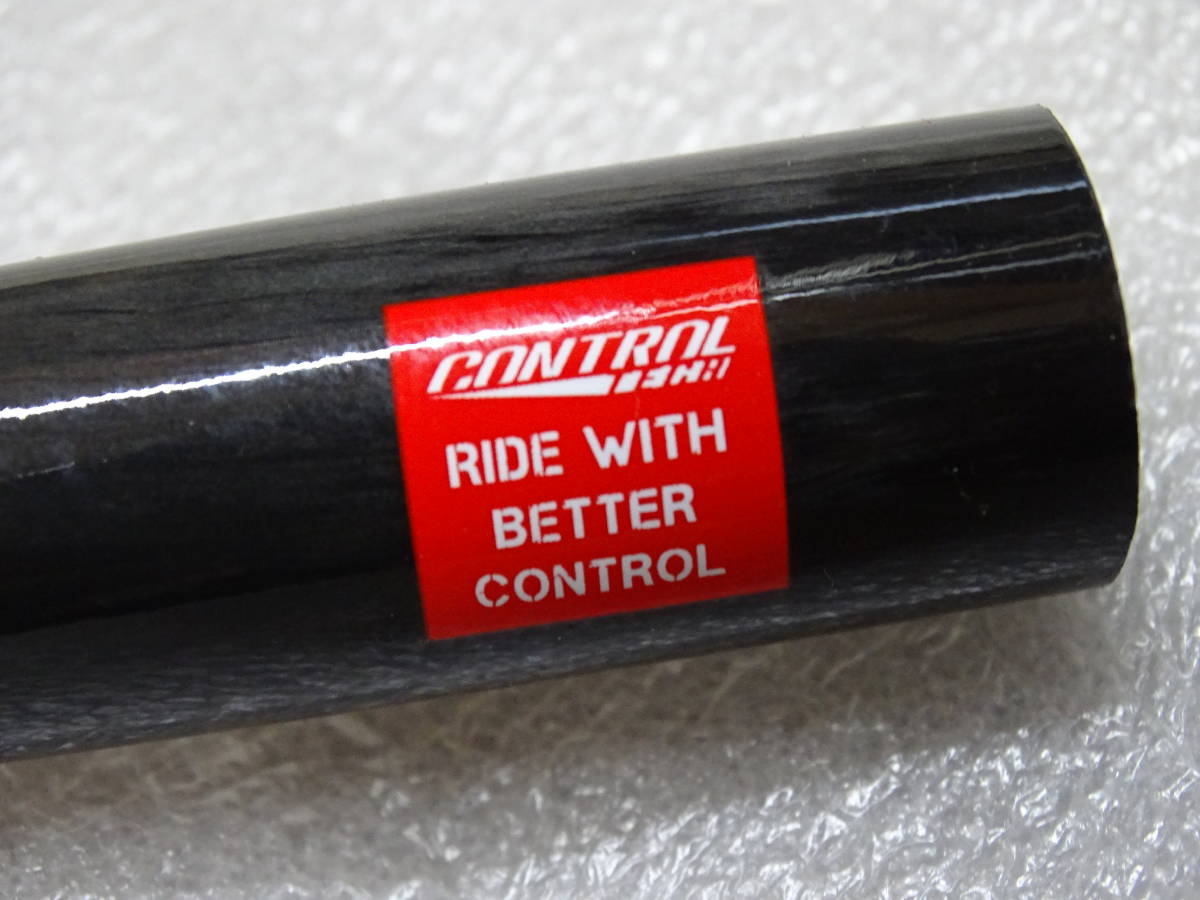 CONTROL
RIDE WITH
BETTER
CONTROL